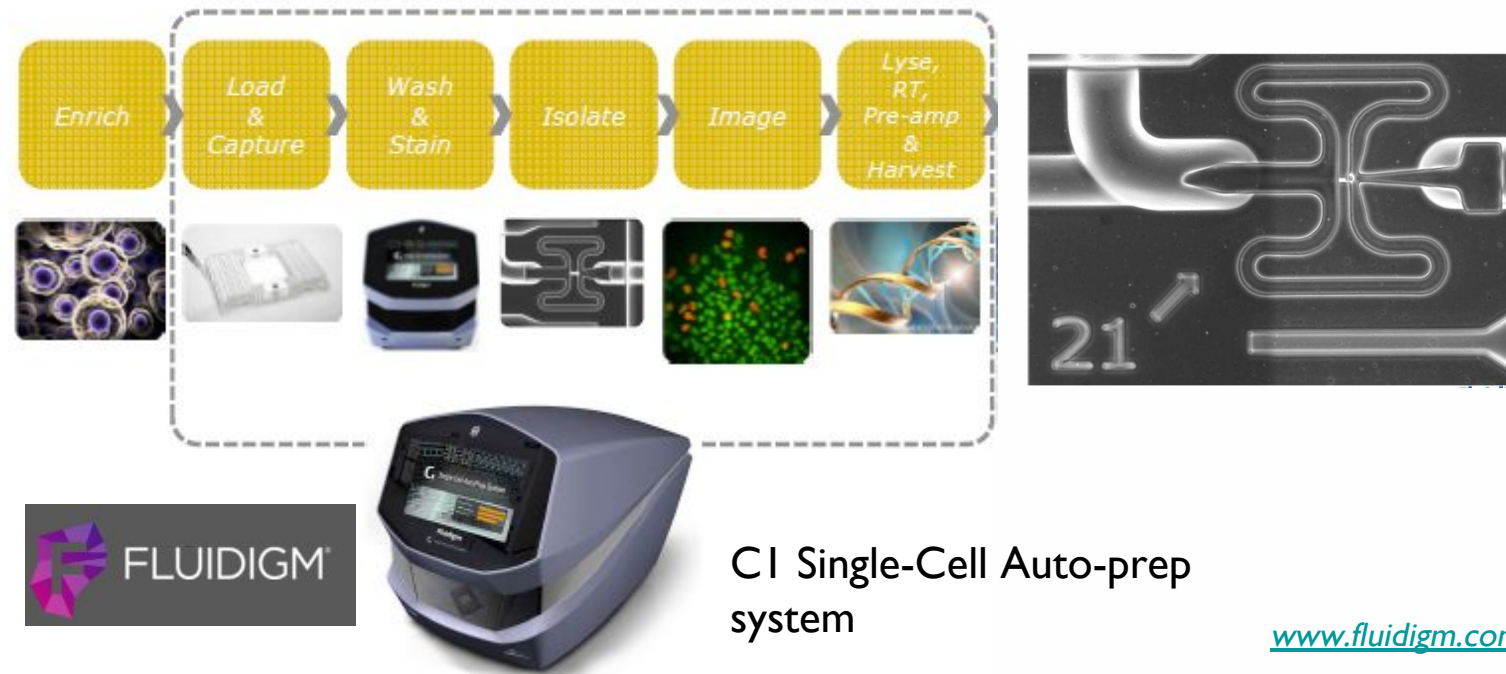 Enrich
Load
&
Capture
Wash
&
Stain
Isolate
Image
Lyse,
RT,
Pre-amp
&
Harvest
21
FLUIDIGM
C1 Single-Cell Auto-prep
system
www.fluidigm.com